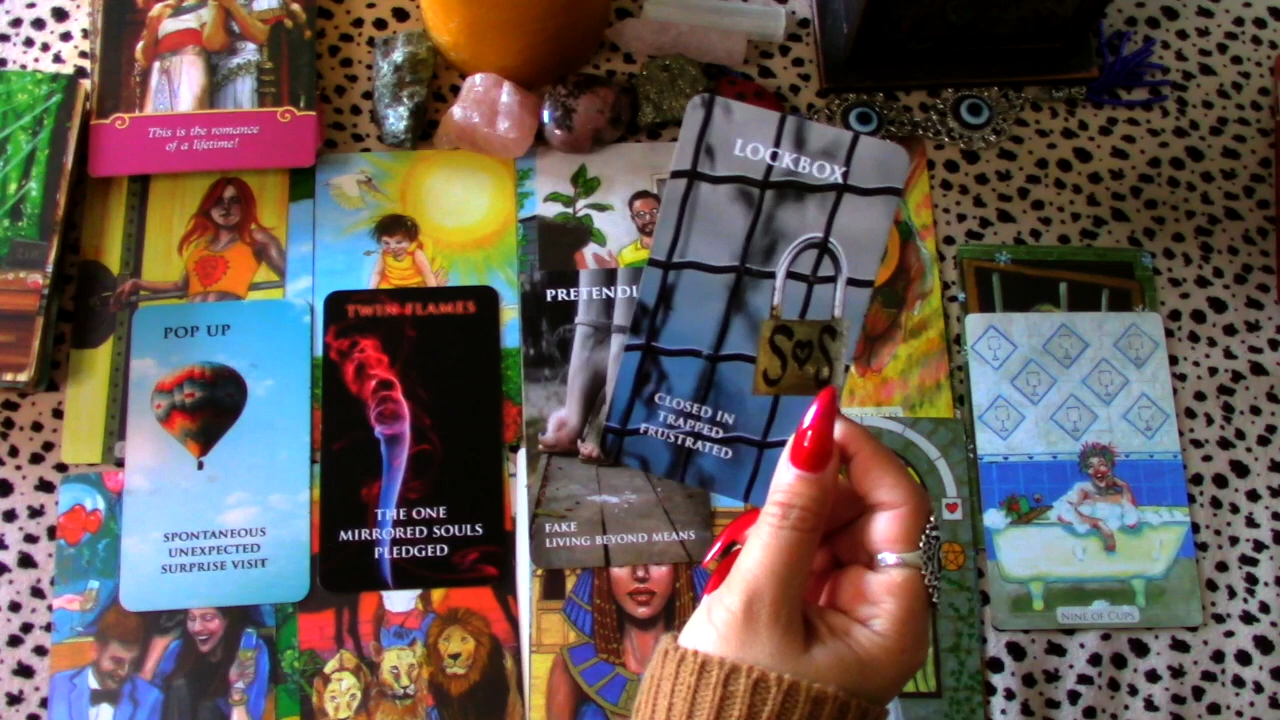 This is the romance
of a lifetime!
LOCKBOX
SOS
CLOSED IN
TRAPPED
FRUSTRATED
POP UP
SPONTANEOUS
UNEXPECTED
SURPRISE VISIT
TWIN FLAMES
THE ONE
MIRRORED SOULS
PLEDGED
PRETENDI
FAKE
LIVING BEYOND MEANS
NINE OF CUPS